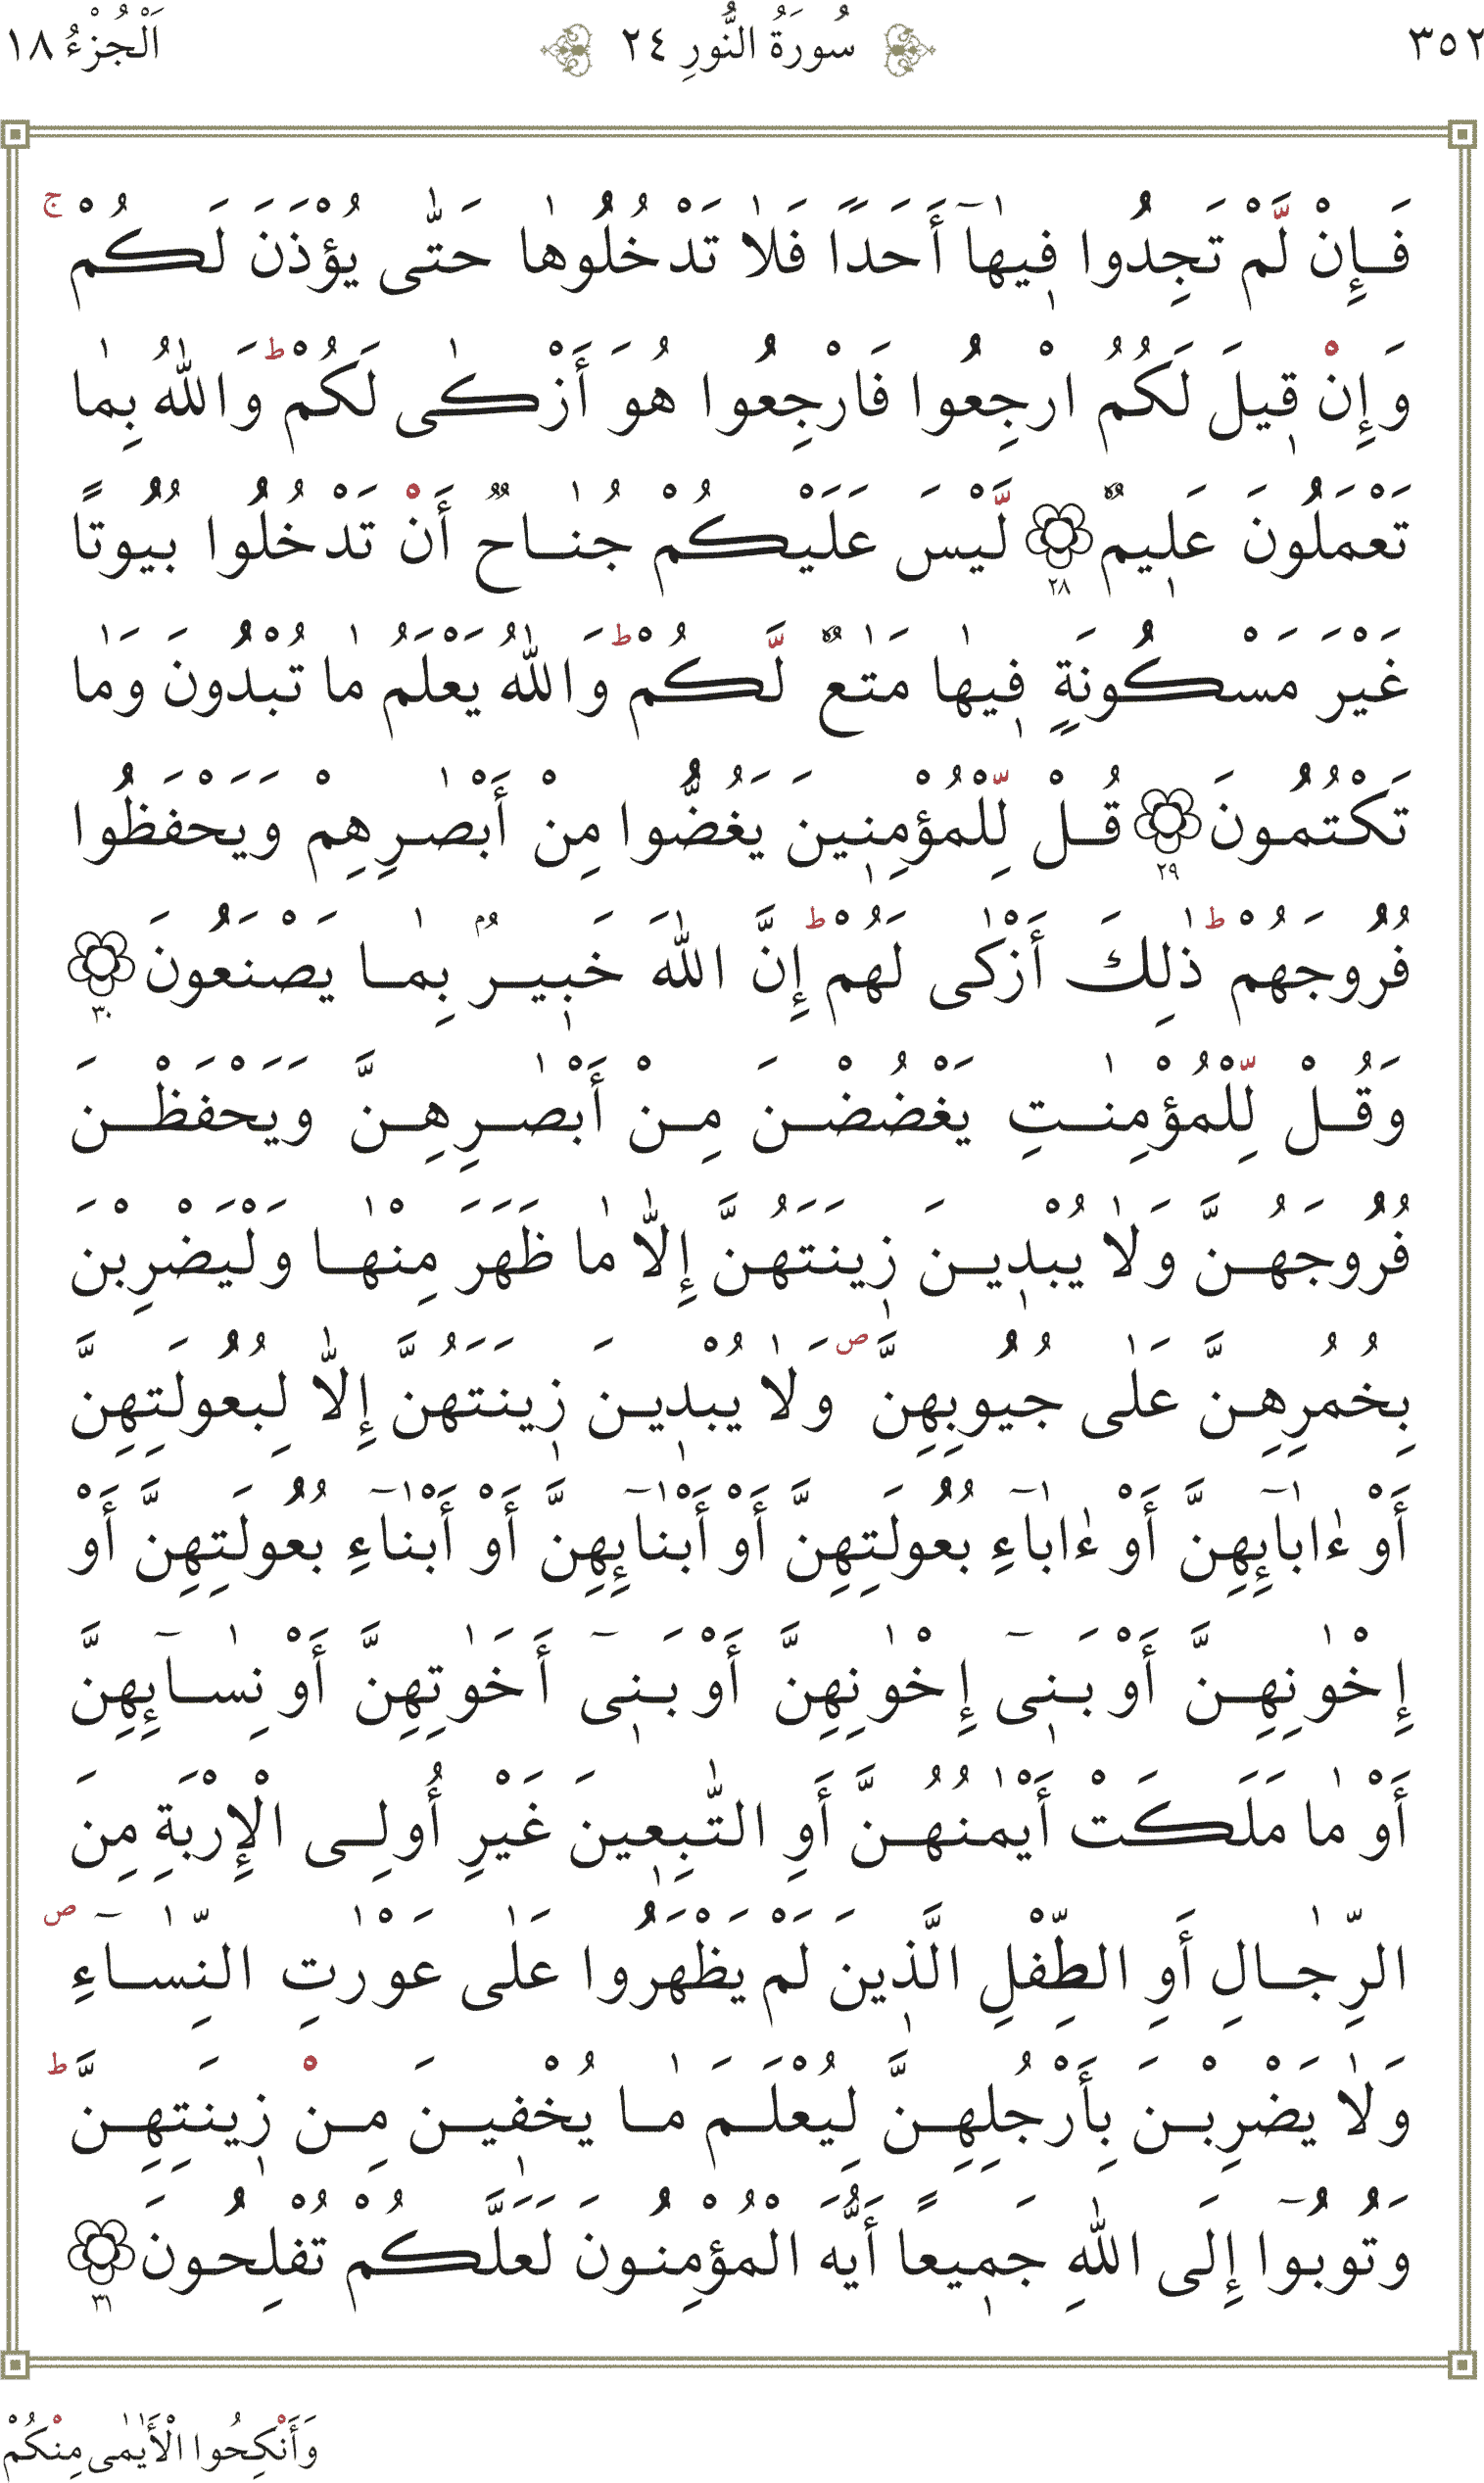 ٣٥٢ سُورَةُ النُّورِ ٢٤ اَلْجُزْءُ ١٨
فَإِنْ لَّمْ تَجِدُوا فِيهَآ أَحَدًا فَلَا تَدْخُلُوهَا حَتّٰى يُؤْذَنَ لَكُمْ ۚ
وَإِنْ قِيلَ لَكُمُ ارْجِعُوا فَارْجِعُوا هُوَ أَزْكٰى لَكُمْ ؕ وَاللّٰهُ بِمَا
تَعْمَلُونَ عَلِيمٌ ٢٨ لَّيْسَ عَلَيْكُمْ جُنَاحٌ أَنْ تَدْخُلُوا بُيُوتًا
غَيْرَ مَسْكُونَةٍ فِيهَا مَتٰعٌ لَّكُمْ ؕ وَاللّٰهُ يَعْلَمُ مَا تُبْدُونَ وَمَا
تَكْتُمُونَ ٢٩ قُلْ لِّلْمُؤْمِنِينَ يَغُضُّوا مِنْ أَبْصٰرِهِمْ وَيَحْفَظُوا
فُرُوجَهُمْ ؕ ذٰلِكَ أَزْكٰى لَهُمْ ؕ إِنَّ اللّٰهَ خَبِيرٌۢ بِمَا يَصْنَعُونَ ٣٠
وَقُلْ لِّلْمُؤْمِنٰتِ يَغْضُضْنَ مِنْ أَبْصٰرِهِنَّ وَيَحْفَظْنَ
فُرُوجَهُنَّ وَلَا يُبْدِينَ زِينَتَهُنَّ إِلَّا مَا ظَهَرَ مِنْهَا وَلْيَضْرِبْنَ
بِخُمُرِهِنَّ عَلٰى جُيُوبِهِنَّ ۖ وَلَا يُبْدِينَ زِينَتَهُنَّ إِلَّا لِبُعُولَتِهِنَّ
أَوْ ءَابَآئِهِنَّ أَوْ ءَابَآءِ بُعُولَتِهِنَّ أَوْ أَبْنَآئِهِنَّ أَوْ أَبْنَآءِ بُعُولَتِهِنَّ أَوْ
إِخْوٰنِهِنَّ أَوْ بَنِىٓ إِخْوٰنِهِنَّ أَوْ بَنِىٓ أَخَوٰتِهِنَّ أَوْ نِسَآئِهِنَّ
أَوْ مَا مَلَكَتْ أَيْمٰنُهُنَّ أَوِ التّٰبِعِينَ غَيْرِ أُولِى الْإِرْبَةِ مِنَ
الرِّجَالِ أَوِ الطِّفْلِ الَّذِينَ لَمْ يَظْهَرُوا عَلٰى عَوْرٰتِ النِّسَآءِ ۖ
وَلَا يَضْرِبْنَ بِأَرْجُلِهِنَّ لِيُعْلَمَ مَا يُخْفِينَ مِنْ زِينَتِهِنَّ ؕ
وَتُوبُوٓا إِلَى اللّٰهِ جَمِيعًا أَيُّهَ الْمُؤْمِنُونَ لَعَلَّكُمْ تُفْلِحُونَ ٣١
وَأَنْكِحُوا الْأَيَامٰى مِنْكُمْ